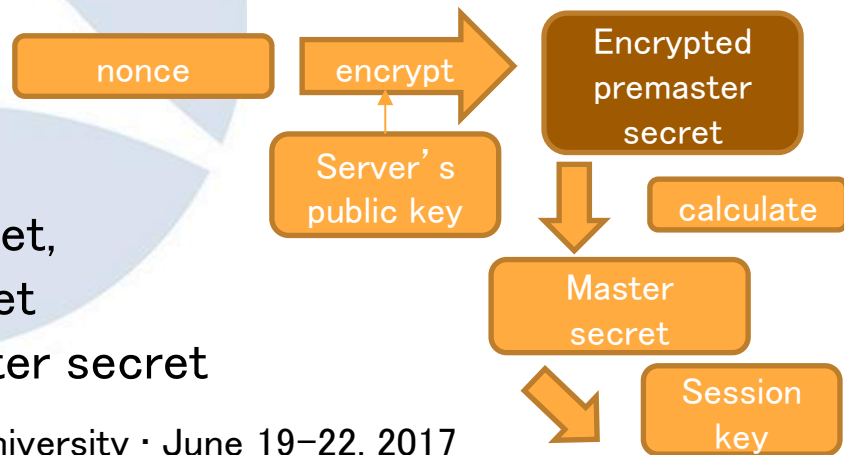 nonce
encrypt
Encrypted
premaster
secret
Server's
public key
calculate
et,
et
ter secret
Master
secret
Session
key
niversity · June 19-22, 2017